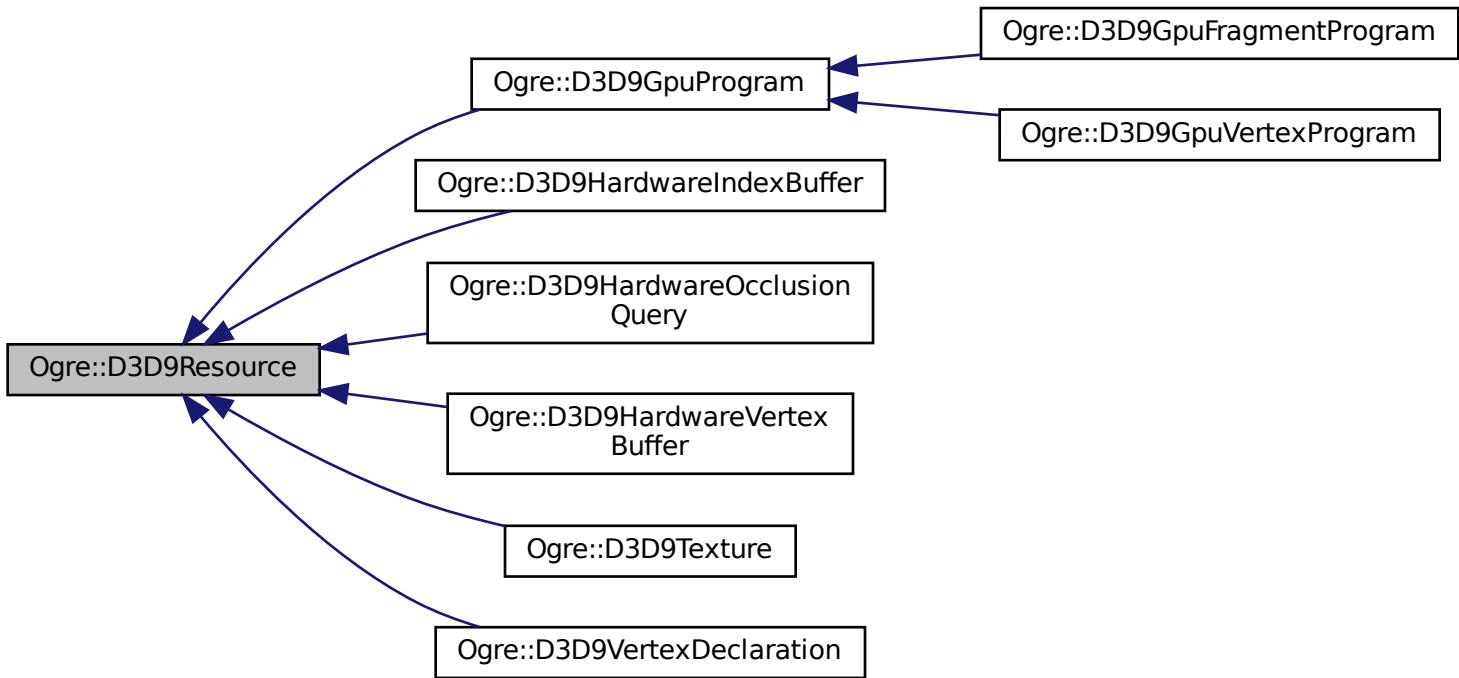 Ogre::D3D9GpuFragmentProgram
Ogre::D3D9GpuProgram
Ogre::D3D9GpuVertexProgram
Ogre::D3D9HardwareIndexBuffer
Ogre::D3D9HardwareOcclusion
Query
Ogre::D3D9Resource
Ogre::D3D9HardwareVertex
Buffer
Ogre::D3D9Texture
Ogre::D3D9VertexDeclaration